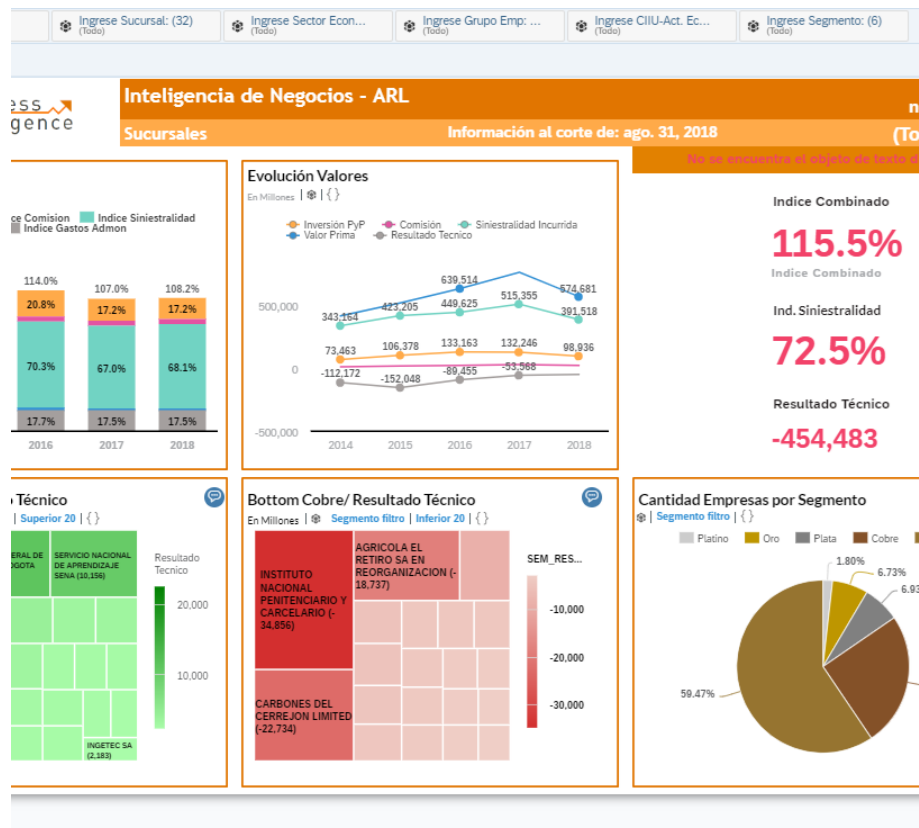 Ingrese Sucursal: (32)
(Todo)
Ingrese Sector Econ...
(Todo)
Ingrese Grupo Emp: ...
(Todo)
Ingrese CIIU-Act. Ec...
(Todo)
Ingrese Segmento: (6)
(Todo)
ess
gence
Inteligencia de Negocios - ARL
n
Sucursales
Información al corte de: ago. 31, 2018
(To
No se encuentra el objeto de texto d
ce Comision
Indice Siniestralidad
Indice Gastos Admon
114.0%
107.0%
108.2%
20.8%
17.2%
17.2%
70.3%
67.0%
68.1%
17.7%
17.5%
17.5%
2016
2017
2018
Evolución Valores
En Millones | | { }
Inversión PyP
Comisión
Siniestralidad Incurrida
Valor Prima
Resultado Tecnico
500,000
0
-500,000
343,164
423,205
639,514
449,625
515,355
574,681
391,518
73,463
106,378
133,163
132,246
98,936
-112,172
-152,048
-89,455
-53,568
2014
2015
2016
2017
2018
Indice Combinado
115.5%
Indice Combinado
Ind. Siniestralidad
72.5%
Resultado Técnico
-454,483
o Técnico
| Superior 20 | { }
ERAL DE
OGOTA
SERVICIO NACIONAL
DE APRENDIZAJE
SENA (10,156)
INGETEC SA
(2,183)
Resultado
Tecnico
20,000
10,000
Bottom Cobre/ Resultado Técnico
En Millones | Segmento filtro | Inferior 20 | { }
INSTITUTO
NACIONAL
PENITENCIARIO Y
CARCELARIO (-
34,856)
AGRICOLA EL
RETIRO SA EN
REORGANIZACION (-
18,737)
CARBONES DEL
CERREJON LIMITED
(-22,734)
SEM_RES...
-10,000
-20,000
-30,000
Cantidad Empresas por Segmento
| Segmento filtro | { }
Platino
Oro
Plata
Cobre
1.80%
6.73%
6.93
59.47%